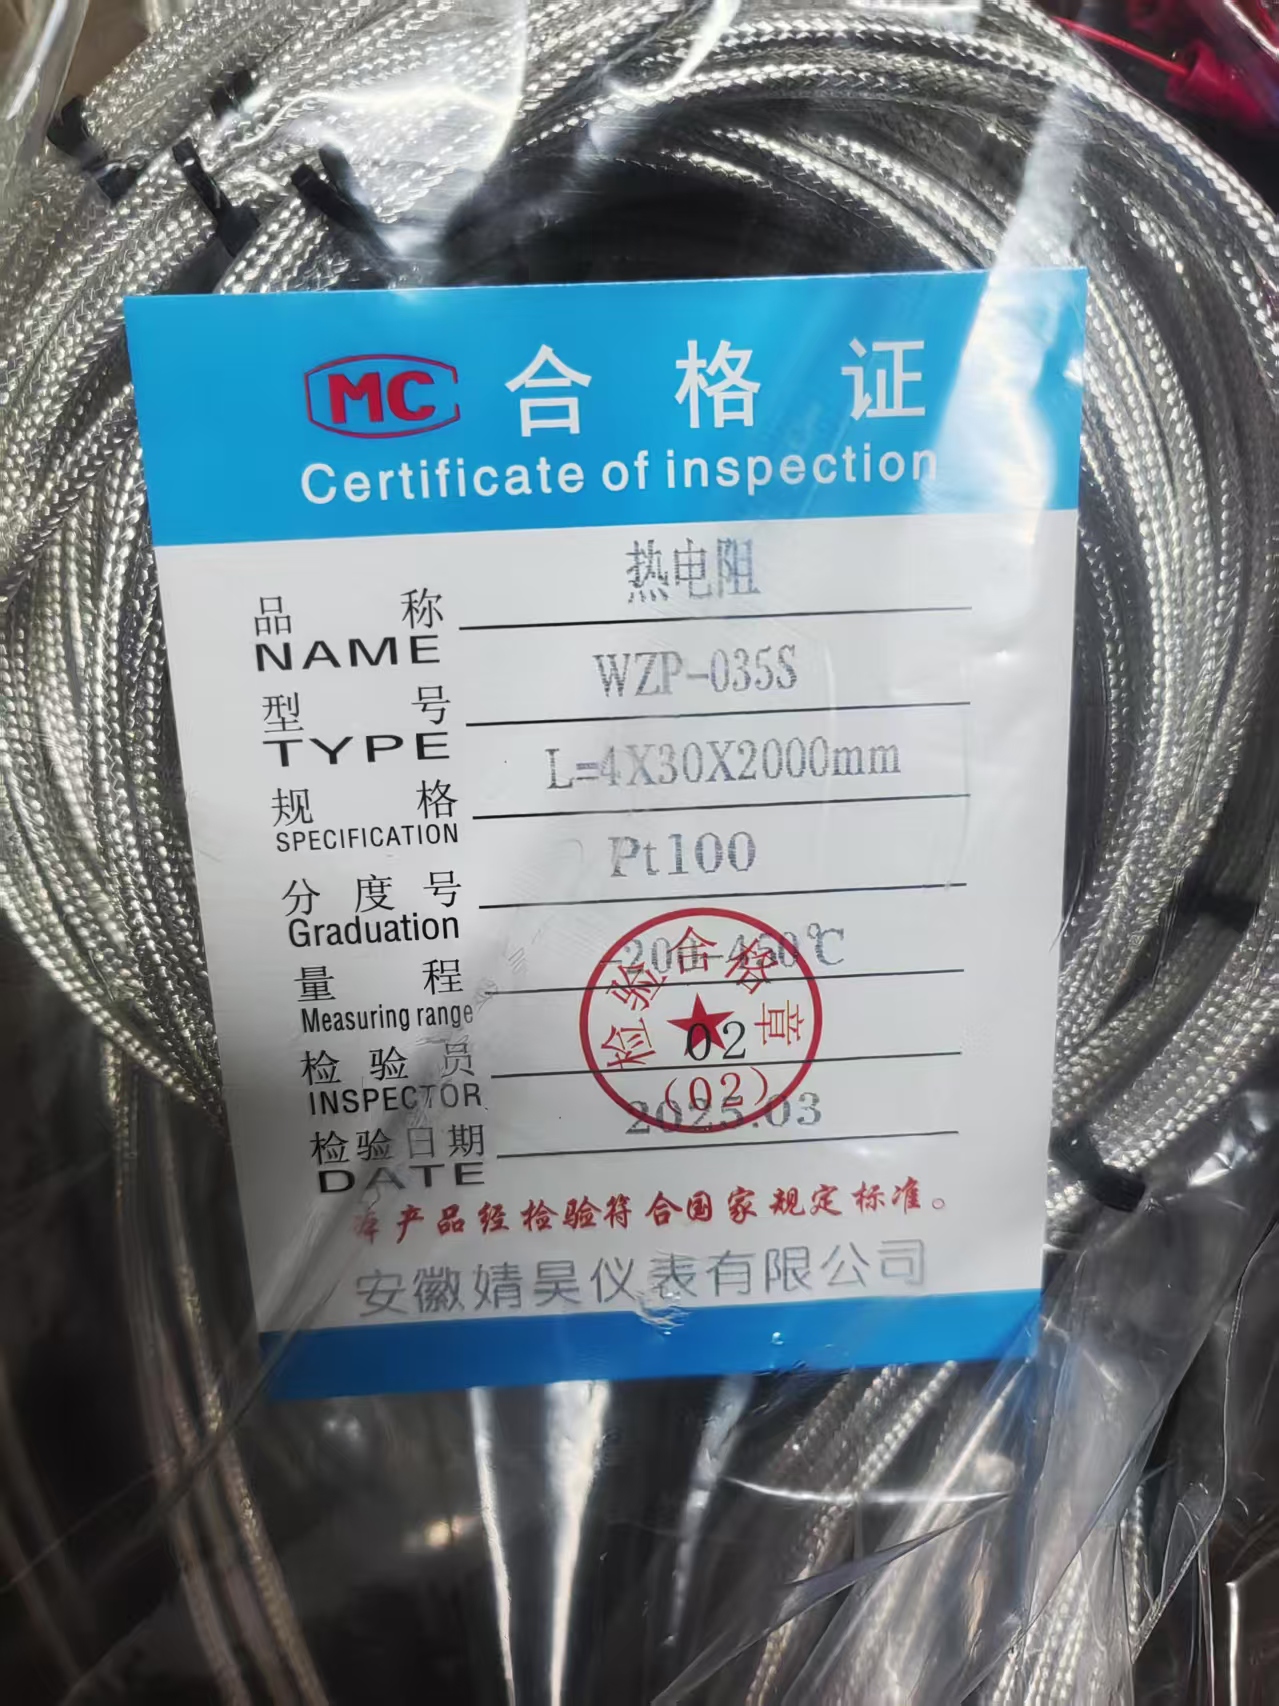 MC 合格证
Certificate of inspection
品称 热电阻
NAME
型号 WZP-035S
TYPE
规格 L=4X30X2000mm
SPECIFICATION
分度号 Pt100
Graduation
量程 -200-450℃
Measuring range
检验合格章
检验员 02
INSPECTOR
(02)
检验日期 2025.03
DATE
本产品经检验符合国家规定标准。
安徽婧昊仪表有限公司